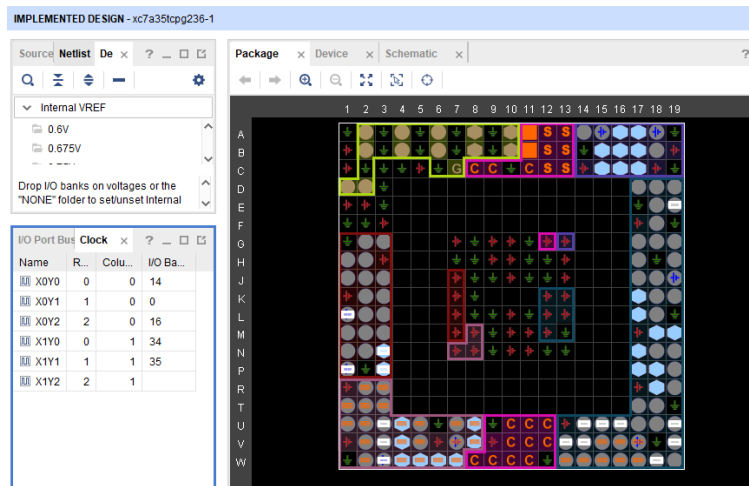 IMPLEMENTED DESIGN - xc7a35tcpg236-1
Source Netlist De × ? _
Internal VREF
0.6V
0.675V
Drop I/O banks on voltages or the
"NONE" folder to set/unset Internal
I/O Port Bus Clock × ? _
Name R... Colu... I/O Ba...
X0Y0 0 0 14
X0Y1 1 0 0
X0Y2 2 0 16
X1Y0 0 1 34
X1Y1 1 1 35
X1Y2 2 1
Package × Device × Schematic × ?
1 2 3 4 5 6 7 8 9 10 11 12 13 14 15 16 17 18 19
A S S
B S S
C G C C C S S
D
E
F
G
H
J
K
L
M
N
P
R
T
U C C C
V C C C
W C C C C